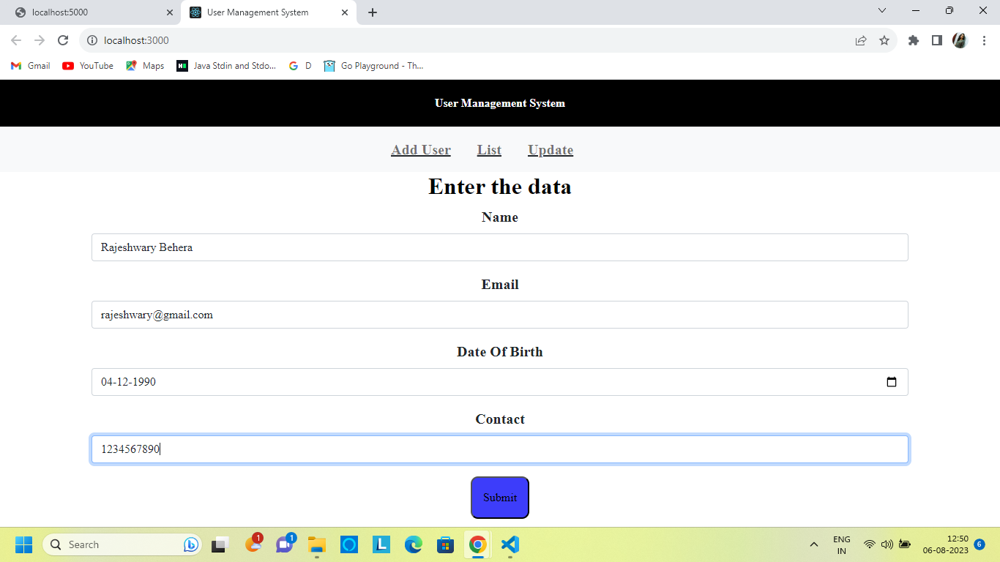 localhost:5000
User Management System
localhost:3000
Gmail YouTube Maps Java Stdin and Stdo... D Go Playground - Th...
User Management System
Add User List Update
Enter the data
Name
Rajeshwary Behera
Email
rajeshwary@gmail.com
Date Of Birth
04-12-1990
Contact
1234567890
Submit
Search
1
1
ENG
IN
12:50
06-08-2023
6